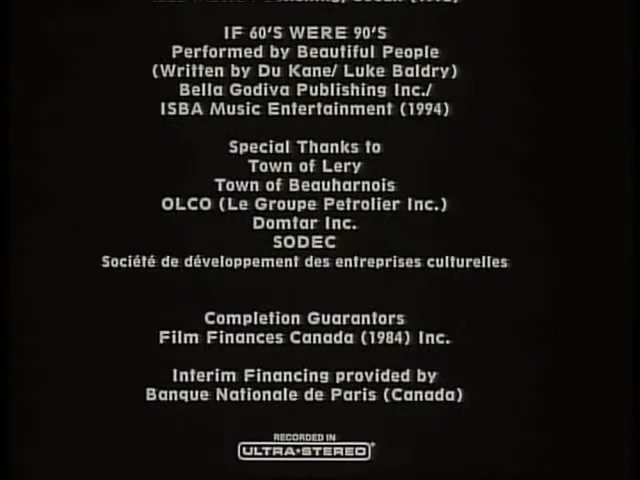 IF 60'S WERE 90'S
Performed by Beautiful People
(Written by Du Kane/ Luke Baldry)
Bella Godiva Publishing Inc./
ISBA Music Entertainment (1994)
Special Thanks to
Town of Lery
Town of Beauharnois
OLCO (Le Groupe Petrolier Inc.)
Domtar Inc.
SODEC
Société de développement des entreprises culturelles
Completion Guarantors
Film Finances Canada (1984) Inc.
Interim Financing provided by
Banque Nationale de Paris (Canada)
RECORDED IN
ULTRA•STEREO